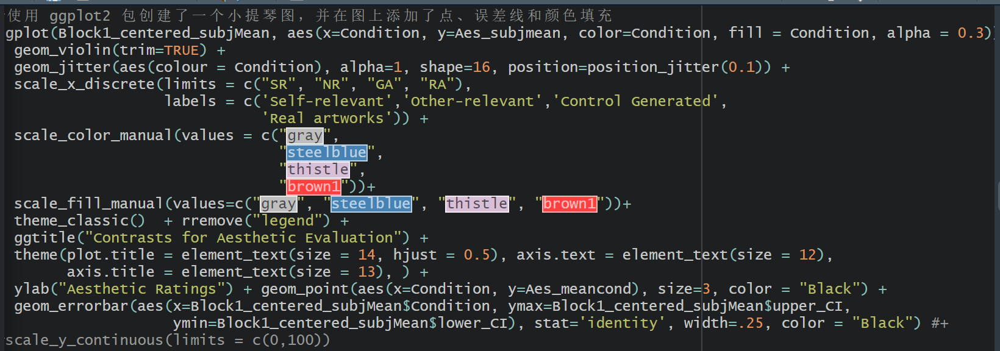 使用 ggplot2 包创建了一个小提琴图，并在图上添加了点、误差线和颜色填充
gplot(Block1_centered_subjMean, aes(x=Condition, y=Aes_subjmean, color=Condition, fill = Condition, alpha = 0.3))
geom_violin(trim=TRUE) +
geom_jitter(aes(colour = Condition), alpha=1, shape=16, position=position_jitter(0.1)) +
scale_x_discrete(limits = c("SR", "NR", "GA", "RA"),
labels = c('Self-relevant','Other-relevant','Control Generated',
'Real artworks')) +
scale_color_manual(values = c("gray",
"steelblue",
"thistle",
"brown1"))+
scale_fill_manual(values=c("gray", "steelblue", "thistle", "brown1"))+
theme_classic()  + rremove("legend") +
ggtitle("Contrasts for Aesthetic Evaluation") +
theme(plot.title = element_text(size = 14, hjust = 0.5), axis.text = element_text(size = 12),
axis.title = element_text(size = 13), ) +
ylab("Aesthetic Ratings") + geom_point(aes(x=Condition, y=Aes_meancond), size=3, color = "Black") +
geom_errorbar(aes(x=Block1_centered_subjMean$Condition, ymax=Block1_centered_subjMean$upper_CI,
ymin=Block1_centered_subjMean$lower_CI), stat='identity', width=.25, color = "Black") #+
scale_y_continuous(limits = c(0,100))